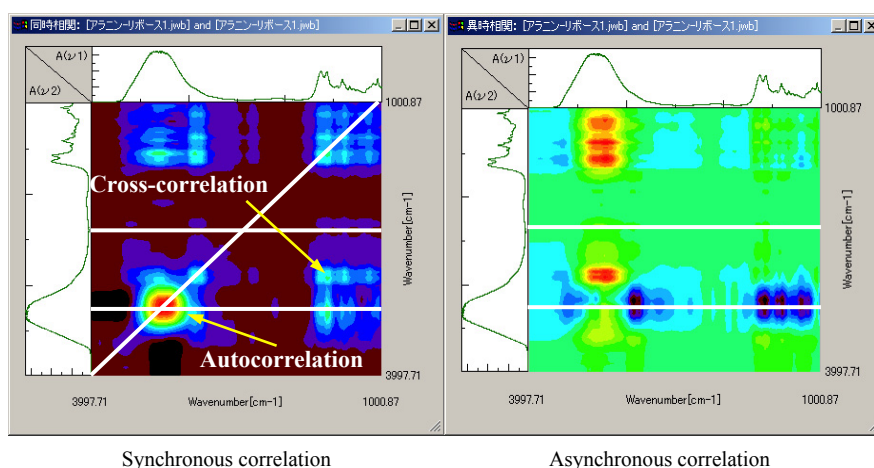 同時相関: [アラニン-リボース1.jwb] and [アラニン-リボース1.jwb]
A(ν1)
A(ν2)
1000.87
Cross-correlation
Autocorrelation
Wavenumber[cm-1]
3997.71
3997.71
Wavenumber[cm-1]
1000.87
異時相関: [アラニン-リボース1.jwb] and [アラニン-リボース1.jwb]
A(ν1)
A(ν2)
1000.87
Wavenumber[cm-1]
3997.71
3997.71
Wavenumber[cm-1]
1000.87
Synchronous correlation
Asynchronous correlation